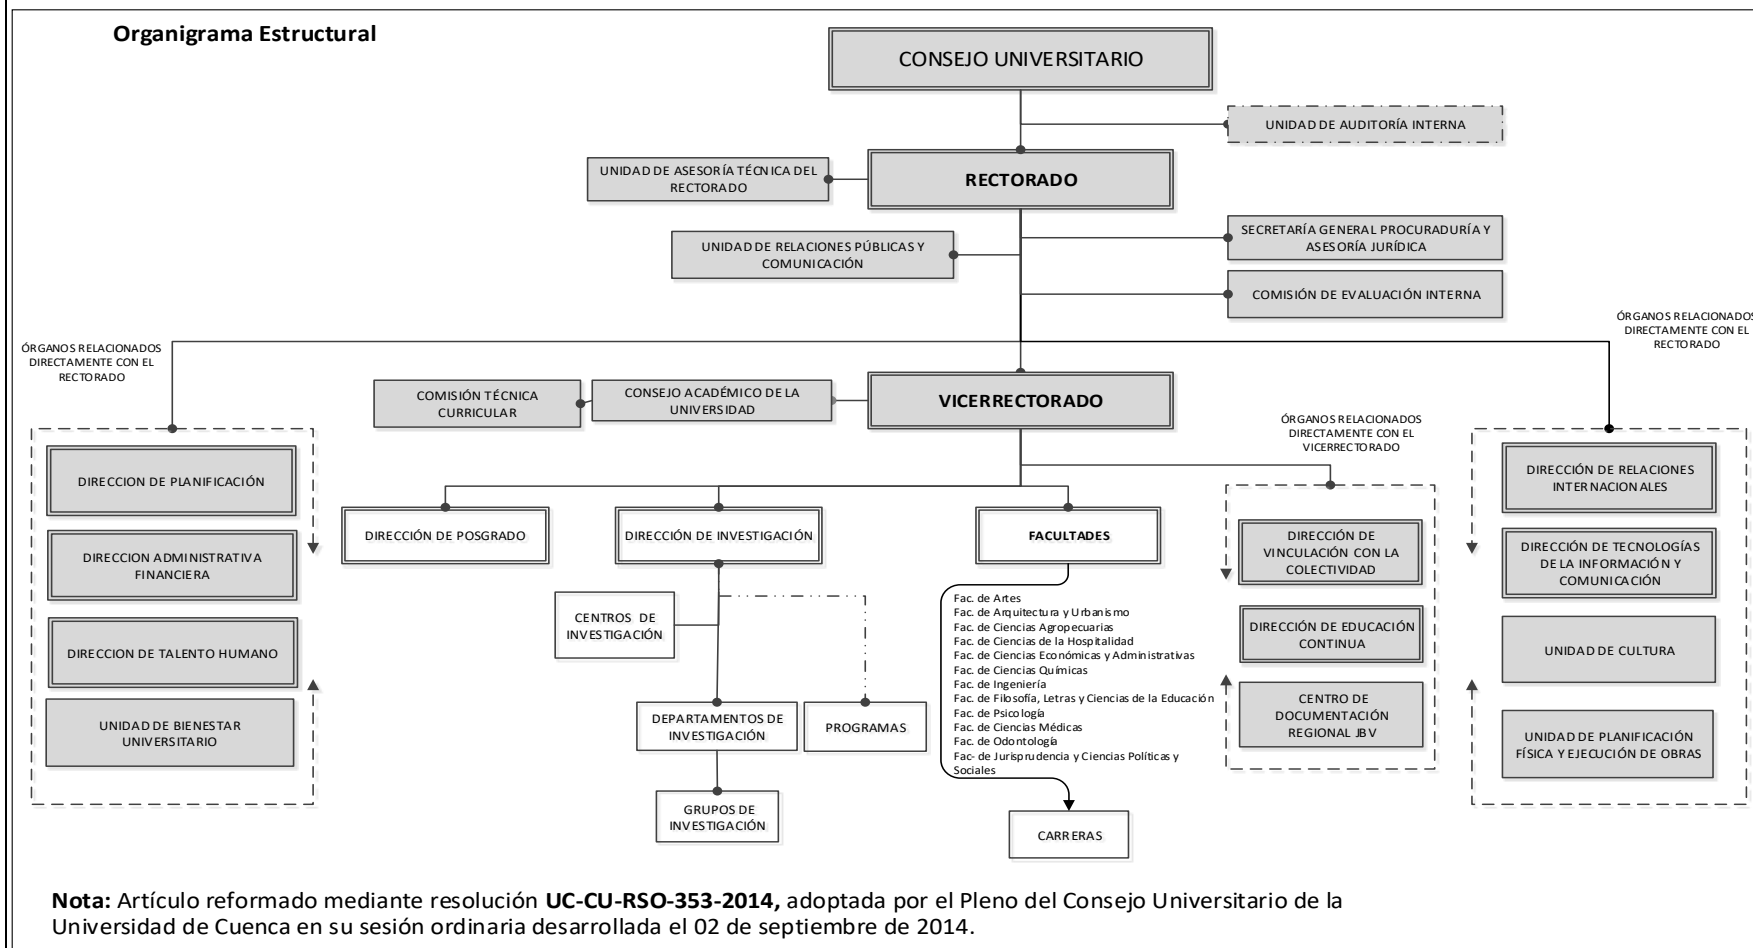 Organigrama Estructural
CONSEJO UNIVERSITARIO
UNIDAD DE AUDITORÍA INTERNA
UNIDAD DE ASESORÍA TÉCNICA DEL
RECTORADO
RECTORADO
SECRETARÍA GENERAL PROCURADURÍA Y
ASESORÍA JURÍDICA
UNIDAD DE RELACIONES PÚBLICAS Y
COMUNICACIÓN
COMISIÓN DE EVALUACIÓN INTERNA
ÓRGANOS RELACIONADOS
DIRECTAMENTE CON EL
RECTORADO
ÓRGANOS RELACIONADOS
DIRECTAMENTE CON EL
RECTORADO
COMISIÓN TÉCNICA
CURRICULAR
CONSEJO ACADÉMICO DE LA
UNIVERSIDAD
VICERRECTORADO
ÓRGANOS RELACIONADOS
DIRECTAMENTE CON EL
VICERRECTORADO
DIRECCION DE PLANIFICACIÓN
DIRECCION ADMINISTRATIVA
FINANCIERA
DIRECCION DE TALENTO HUMANO
UNIDAD DE BIENESTAR
UNIVERSITARIO
DIRECCIÓN DE POSGRADO
DIRECCIÓN DE INVESTIGACIÓN
CENTROS DE
INVESTIGACIÓN
DEPARTAMENTOS DE
INVESTIGACIÓN
PROGRAMAS
GRUPOS DE
INVESTIGACIÓN
FACULTADES
Fac. de Artes
Fac. de Arquitectura y Urbanismo
Fac. de Ciencias Agropecuarias
Fac. de Ciencias de la Hospitalidad
Fac. de Ciencias Económicas y Administrativas
Fac. de Ciencias Químicas
Fac. de Ingeniería
Fac. de Filosofía, Letras y Ciencias de la Educación
Fac. de Psicología
Fac. de Ciencias Médicas
Fac. de Odontología
Fac- de Jurisprudencia y Ciencias Políticas y
Sociales
CARRERAS
DIRECCIÓN DE
VINCULACIÓN CON LA
COLECTIVIDAD
DIRECCIÓN DE EDUCACIÓN
CONTINUA
CENTRO DE
DOCUMENTACIÓN
REGIONAL JBV
DIRECCIÓN DE RELACIONES
INTERNACIONALES
DIRECCIÓN DE TECNOLOGÍAS
DE LA INFORMACIÓN Y
COMUNICACIÓN
UNIDAD DE CULTURA
UNIDAD DE PLANIFICACIÓN
FÍSICA Y EJECUCIÓN DE OBRAS
Nota: Artículo reformado mediante resolución UC-CU-RSO-353-2014, adoptada por el Pleno del Consejo Universitario de la
Universidad de Cuenca en su sesión ordinaria desarrollada el 02 de septiembre de 2014.